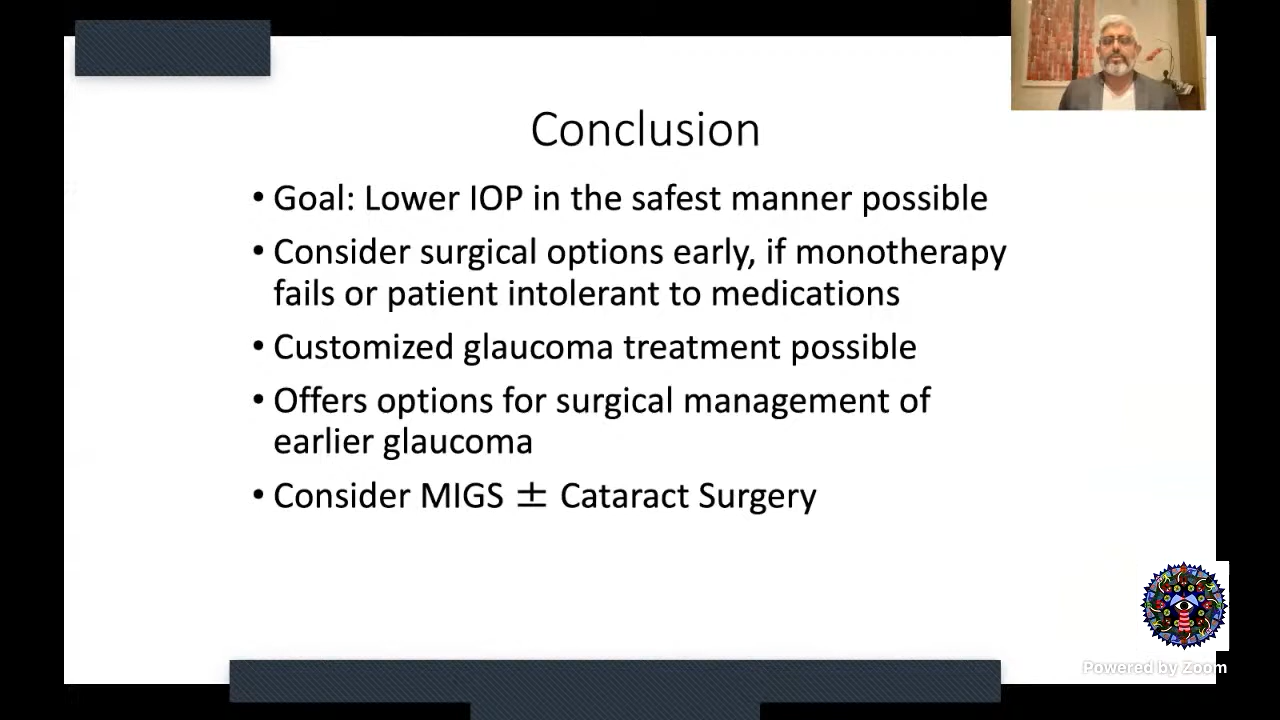 Conclusion
• Goal: Lower IOP in the safest manner possible
• Consider surgical options early, if monotherapy
fails or patient intolerant to medications
• Customized glaucoma treatment possible
• Offers options for surgical management of
earlier glaucoma
• Consider MIGS ± Cataract Surgery
Powered by Zoom